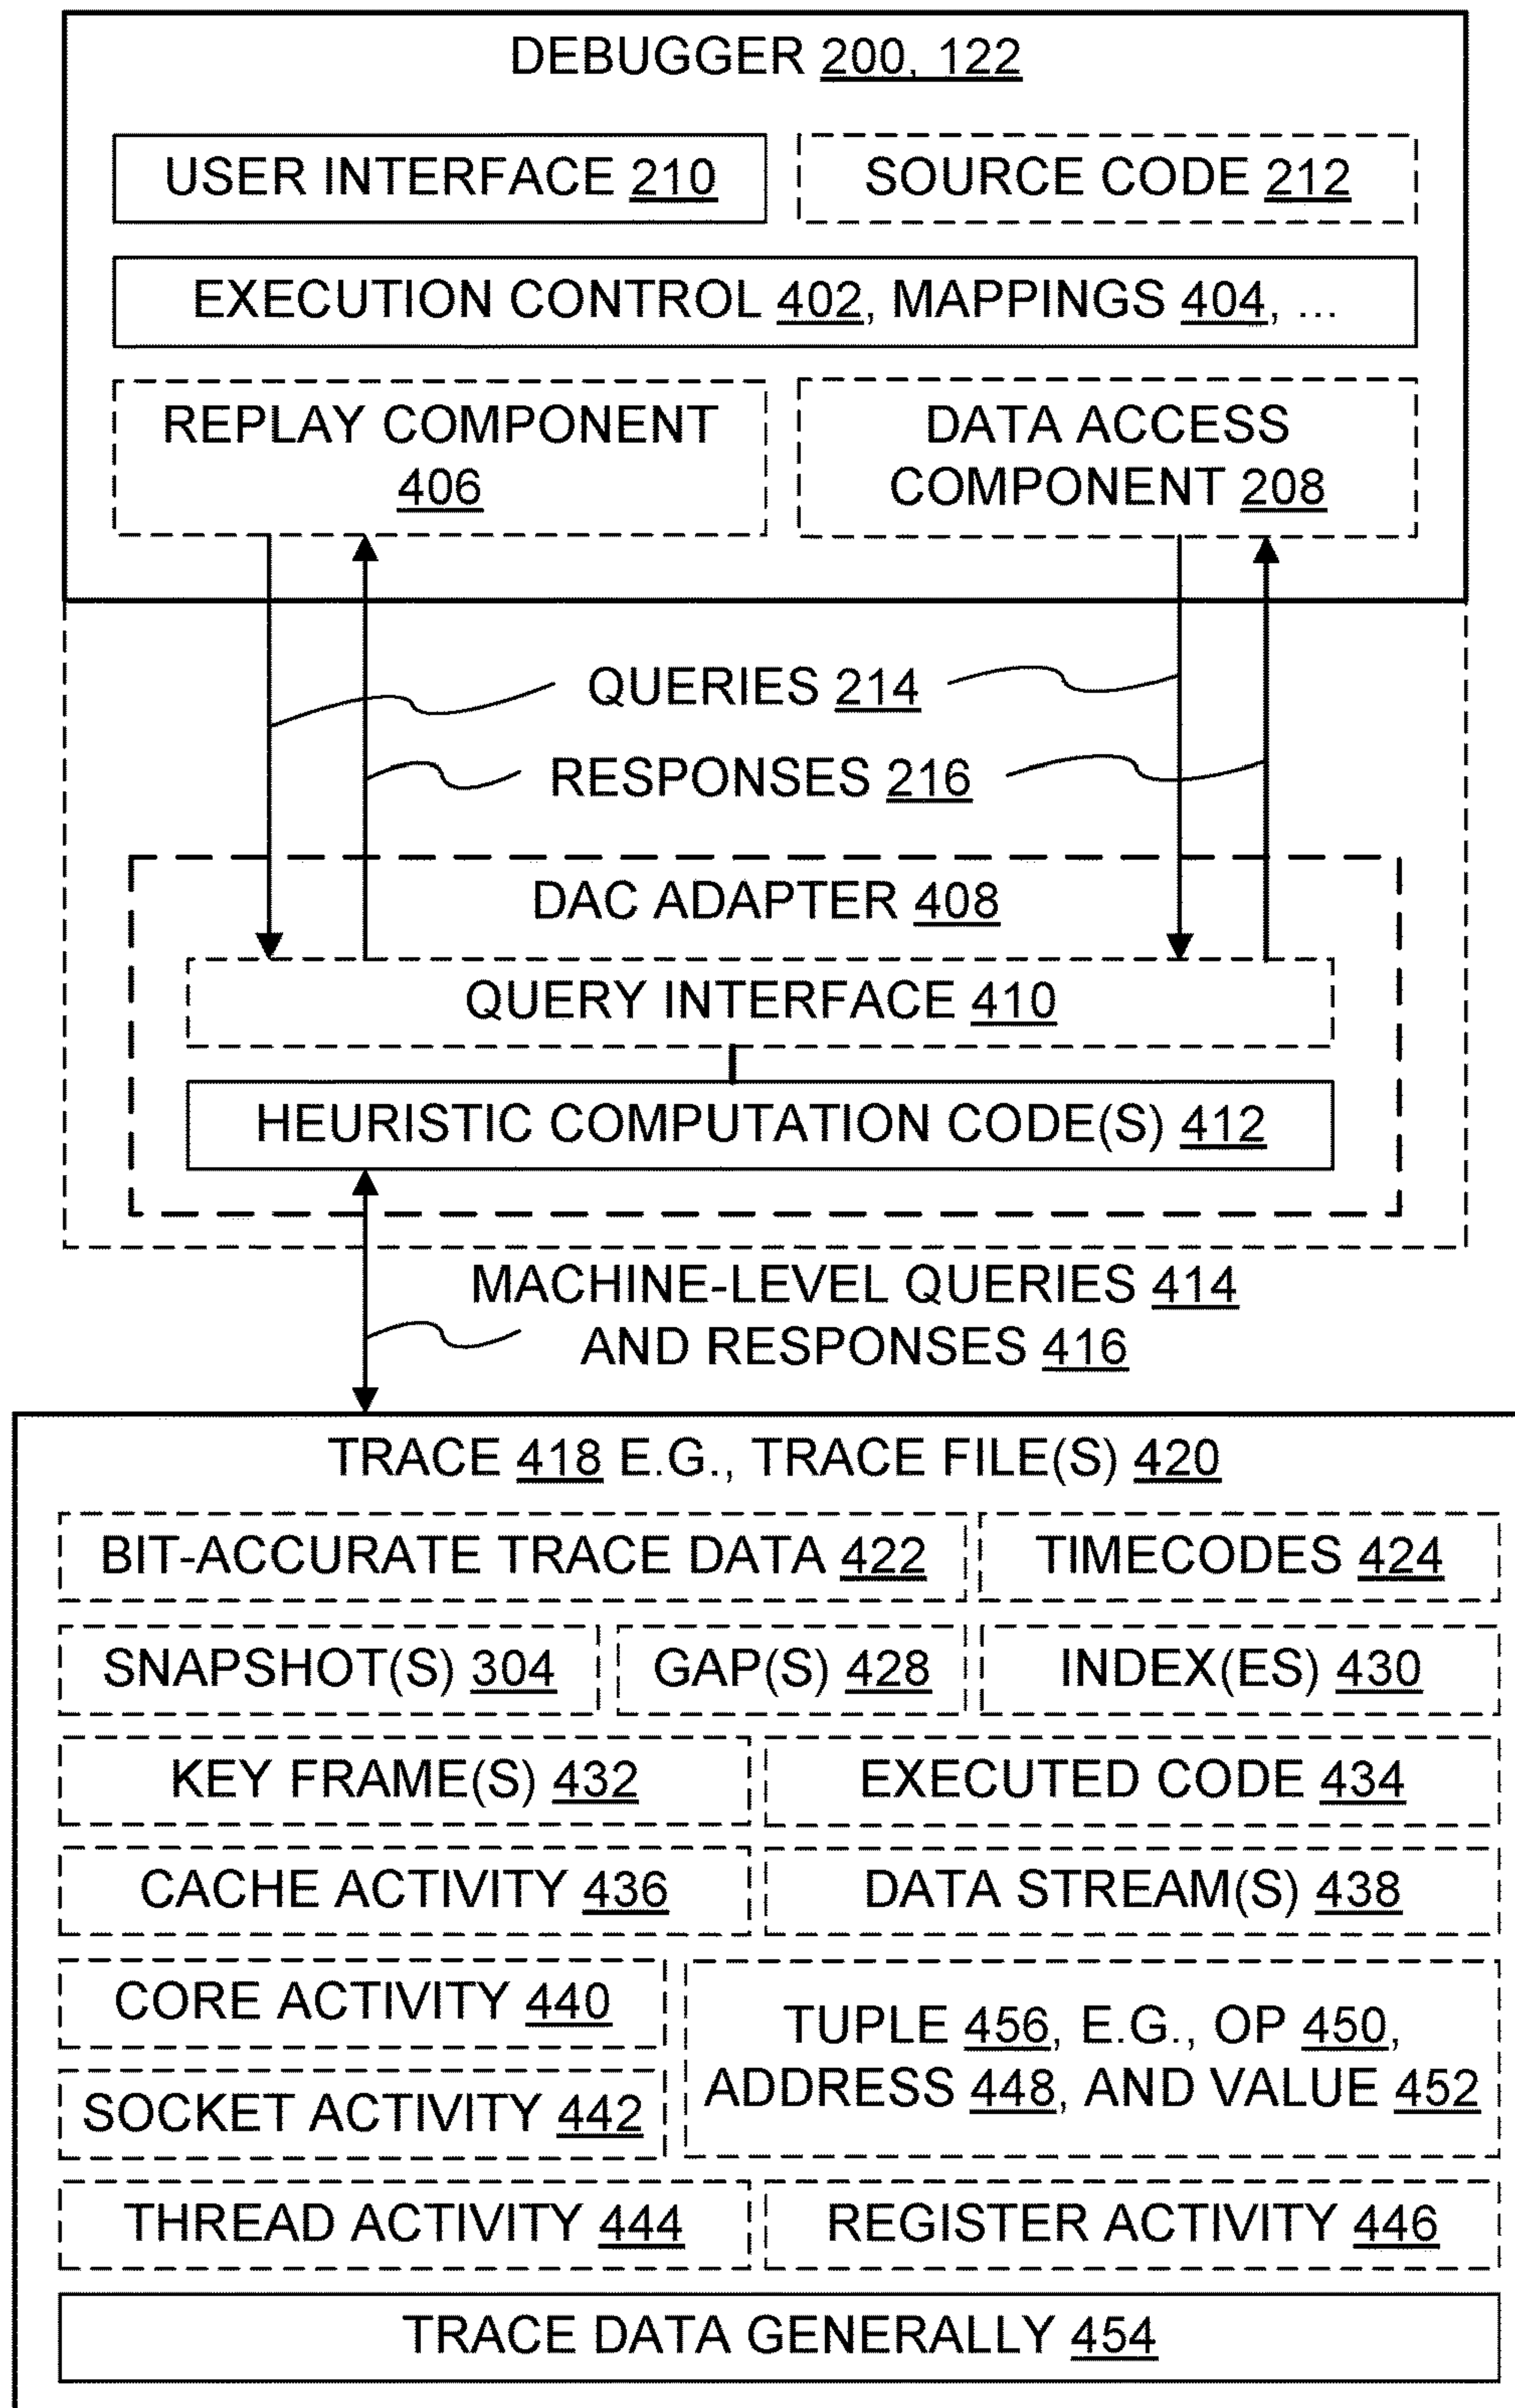 DEBUGGER 200, 122
USER INTERFACE 210
SOURCE CODE 212
EXECUTION CONTROL 402, MAPPINGS 404, ...
REPLAY COMPONENT
406
DATA ACCESS
COMPONENT 208
QUERIES 214
RESPONSES 216
DAC ADAPTER 408
QUERY INTERFACE 410
HEURISTIC COMPUTATION CODE(S) 412
MACHINE-LEVEL QUERIES 414
AND RESPONSES 416
TRACE 418 E.G., TRACE FILE(S) 420
BIT-ACCURATE TRACE DATA 422
TIMECODES 424
SNAPSHOT(S) 304
GAP(S) 428
INDEX(ES) 430
KEY FRAME(S) 432
EXECUTED CODE 434
CACHE ACTIVITY 436
DATA STREAM(S) 438
CORE ACTIVITY 440
SOCKET ACTIVITY 442
TUPLE 456, E.G., OP 450,
ADDRESS 448, AND VALUE 452
THREAD ACTIVITY 444
REGISTER ACTIVITY 446
TRACE DATA GENERALLY 454